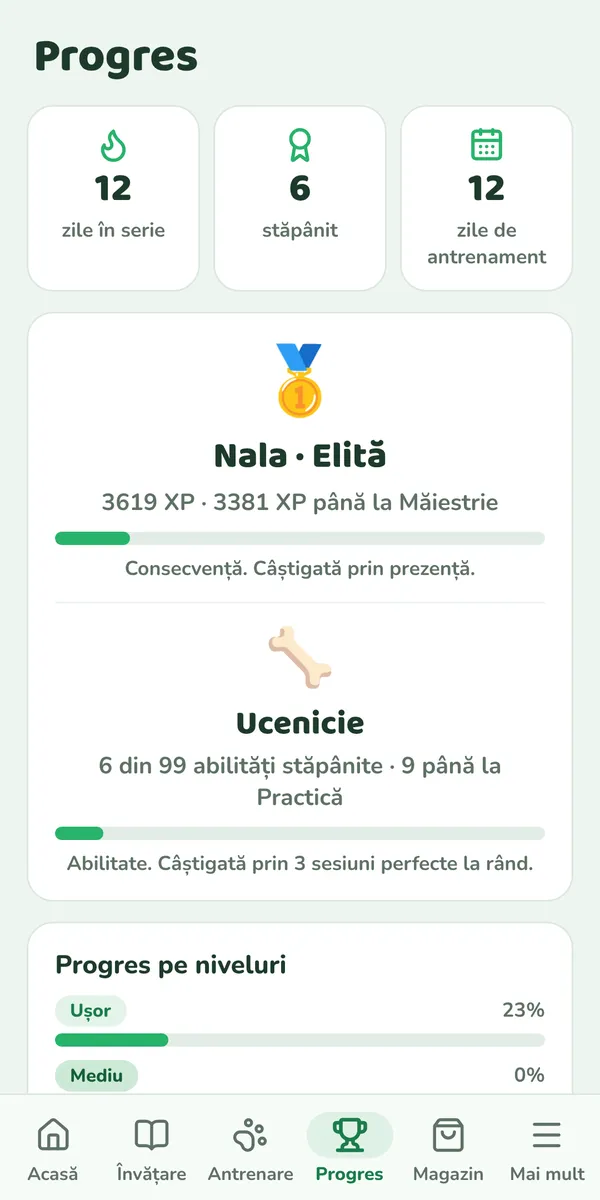 Progres
12
zile în serie
6
stăpânit
12
zile de
antrenament
1
Nala · Elită
3619 XP · 3381 XP până la Măiestrie
Consecvență. Câștigată prin prezență.
Ucenicie
6 din 99 abilități stăpânite · 9 până la
Practică
Abilitate. Câștigată prin 3 sesiuni perfecte la rând.
Progres pe niveluri
Ușor
23%
Mediu
0%
Acasă
Învățare
Antrenare
Progres
Magazin
Mai mult